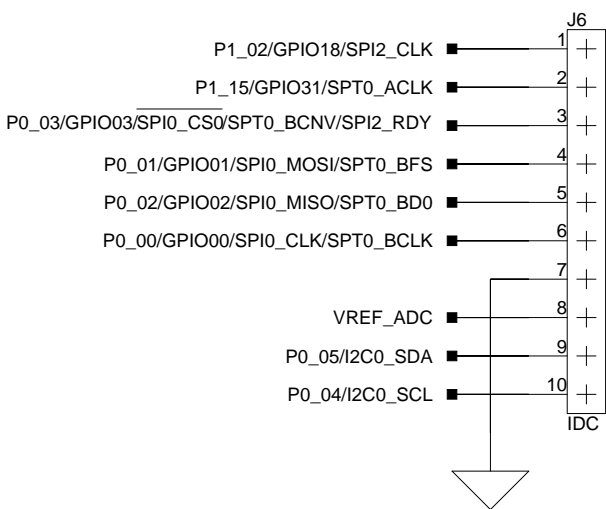 J6
P1_02/GPIO18/SPI2_CLK 1
P1_15/GPIO31/SPT0_ACLK 2
P0_03/GPIO03/SPI0_CS0/SPT0_BCNV/SPI2_RDY 3
P0_01/GPIO01/SPI0_MOSI/SPT0_BFS 4
P0_02/GPIO02/SPI0_MISO/SPT0_BD0 5
P0_00/GPIO00/SPI0_CLK/SPT0_BCLK 6
7
VREF_ADC 8
P0_05/I2C0_SDA 9
P0_04/I2C0_SCL 10
IDC